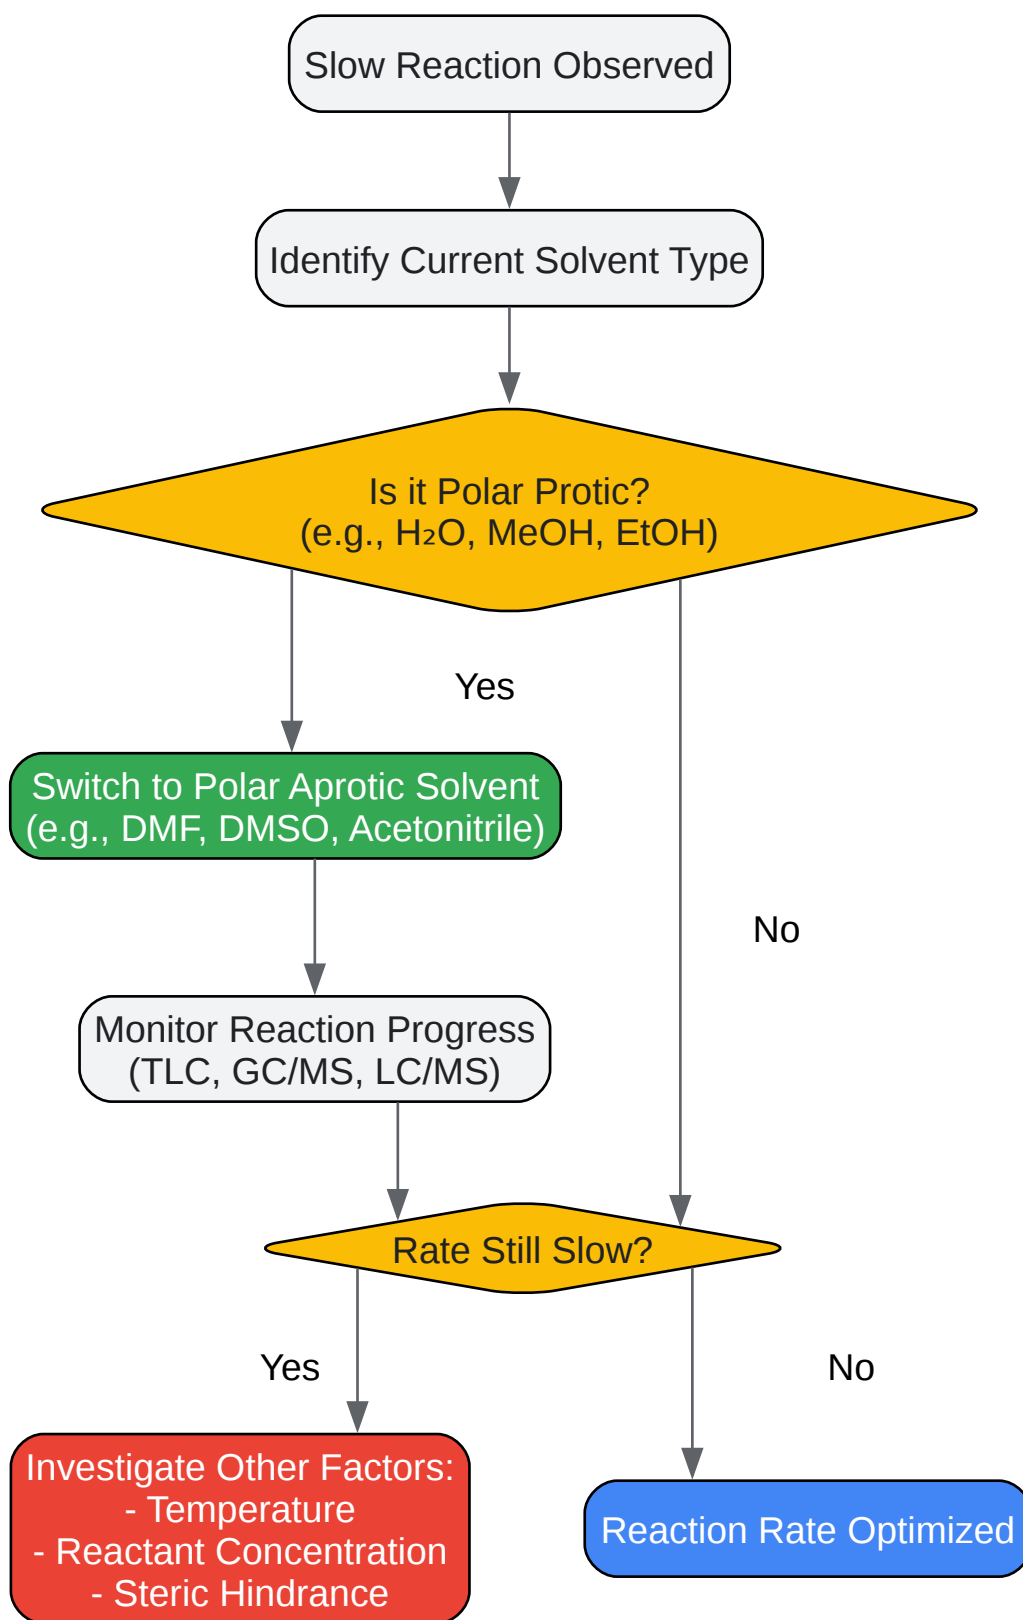 Slow Reaction Observed
Identify Current Solvent Type
Is it Polar Protic?
(e.g., H₂O, MeOH, EtOH)
Yes
Switch to Polar Aprotic Solvent
(e.g., DMF, DMSO, Acetonitrile)
No
Monitor Reaction Progress
(TLC, GC/MS, LC/MS)
Rate Still Slow?
Yes
No
Investigate Other Factors:
- Temperature
- Reactant Concentration
- Steric Hindrance
Reaction Rate Optimized